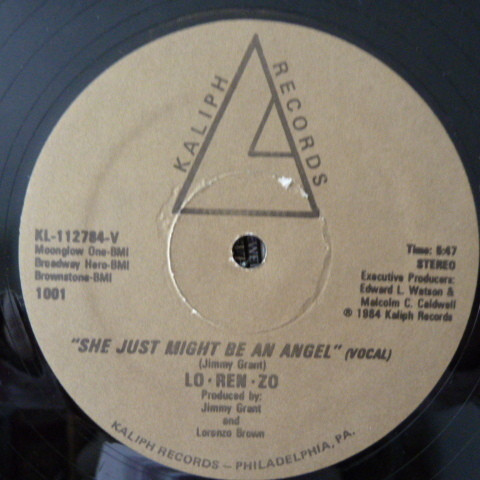 KALIPH RECORDS
KL-112784-V
Moonglow One-BMI
Broadway Hero-BMI
Brownstone-BMI
1001
Time: 5:47
STEREO
Executive Producers:
Edward L. Watson &
Malcolm C. Caldwell
℗ 1984 Kaliph Records
"SHE JUST MIGHT BE AN ANGEL" (VOCAL)
(Jimmy Grant)
LO·REN·ZO
Produced by:
Jimmy Grant
and
Lorenzo Brown
KALIPH RECORDS – PHILADELPHIA, PA.